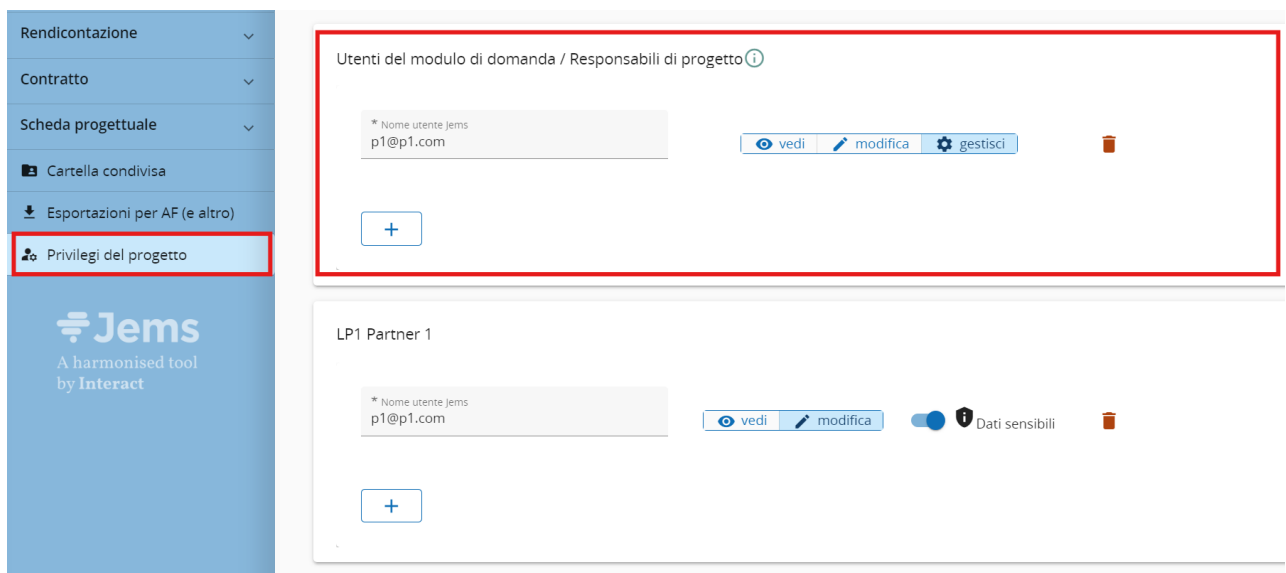 Rendicontazione
Contratto
Scheda progettuale
Cartella condivisa
Esportazioni per AF (e altro)
Privilegi del progetto
Jems
A harmonised tool
by Interact
Utenti del modulo di domanda / Responsabili di progetto
* Nome utente Jems
p1@p1.com
vedi modifica gestisci
+
LP1 Partner 1
* Nome utente Jems
p1@p1.com
vedi modifica Dati sensibili
+